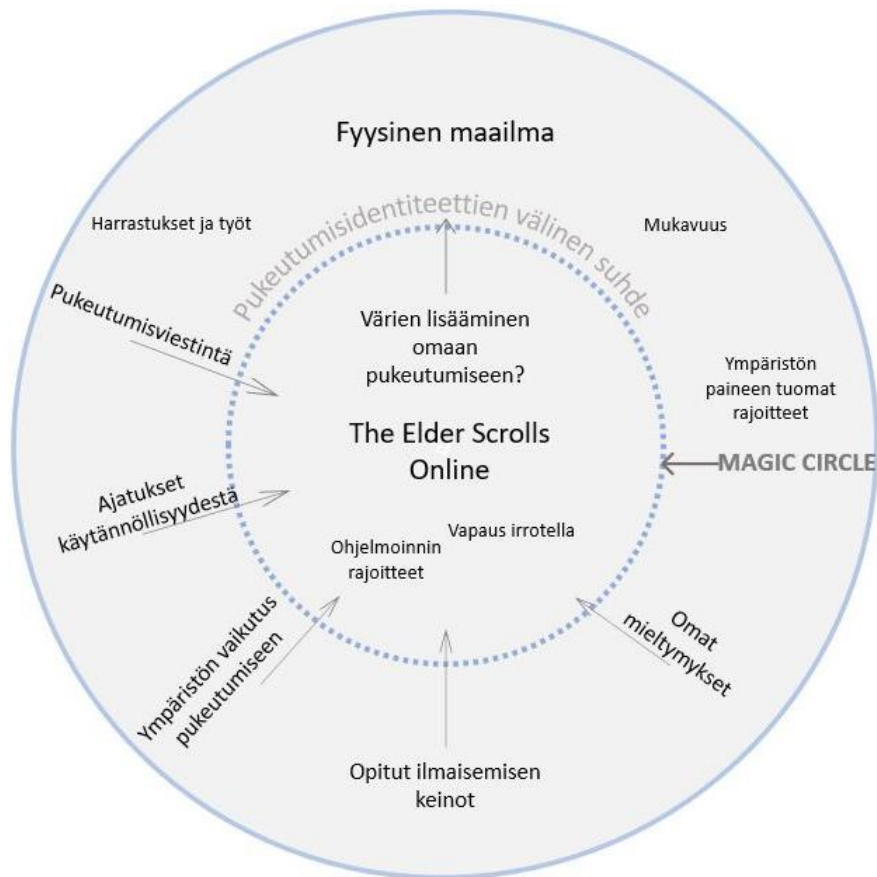 Fyysinen maailma
Pukeutumisidentiteettien välinen suhde
Harrastukset ja työt
Mukavuus
Pukeutumisviestintä
Värien lisääminen
omaan
pukeutumiseen?
Ympäristön
paineen tuomat
rajoitteet
The Elder Scrolls
Online
MAGIC CIRCLE
Ajatukset
käytännöllisyydestä
Ohjelmoinnin
rajoitteet
Vapaus irrotella
Ympäristön vaikutus
pukeutumiseen
Omat
mieltymykset
Opitut ilmaisemisen
keinot